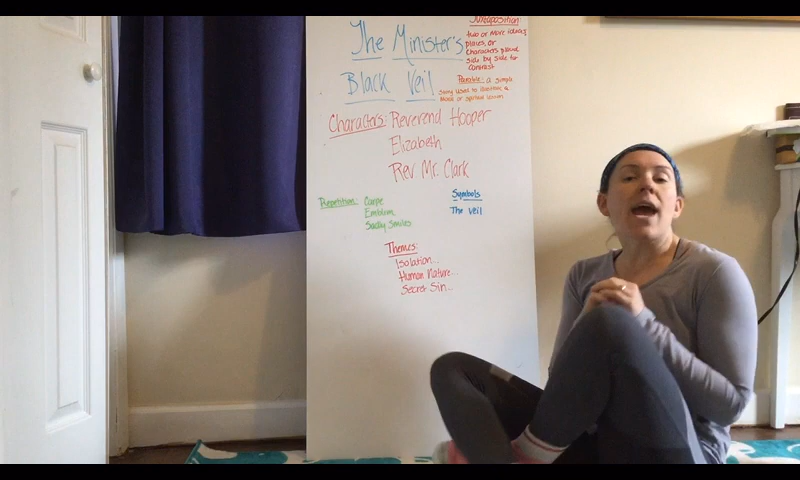 The Minister's
Black Veil
Juxtaposition:
two or more ideas,
places, or
characters placed
side by side for
contrast
Parable: a simple
story used to illustrate a
moral or spiritual lesson.
Characters: Reverend Hooper
Elizabeth
Rev Mr. Clark
Repetition: Carpe
Emblem
Sadly Smiles
Symbols
The Veil
Themes:
Isolation...
Human Nature...
Secret Sin...